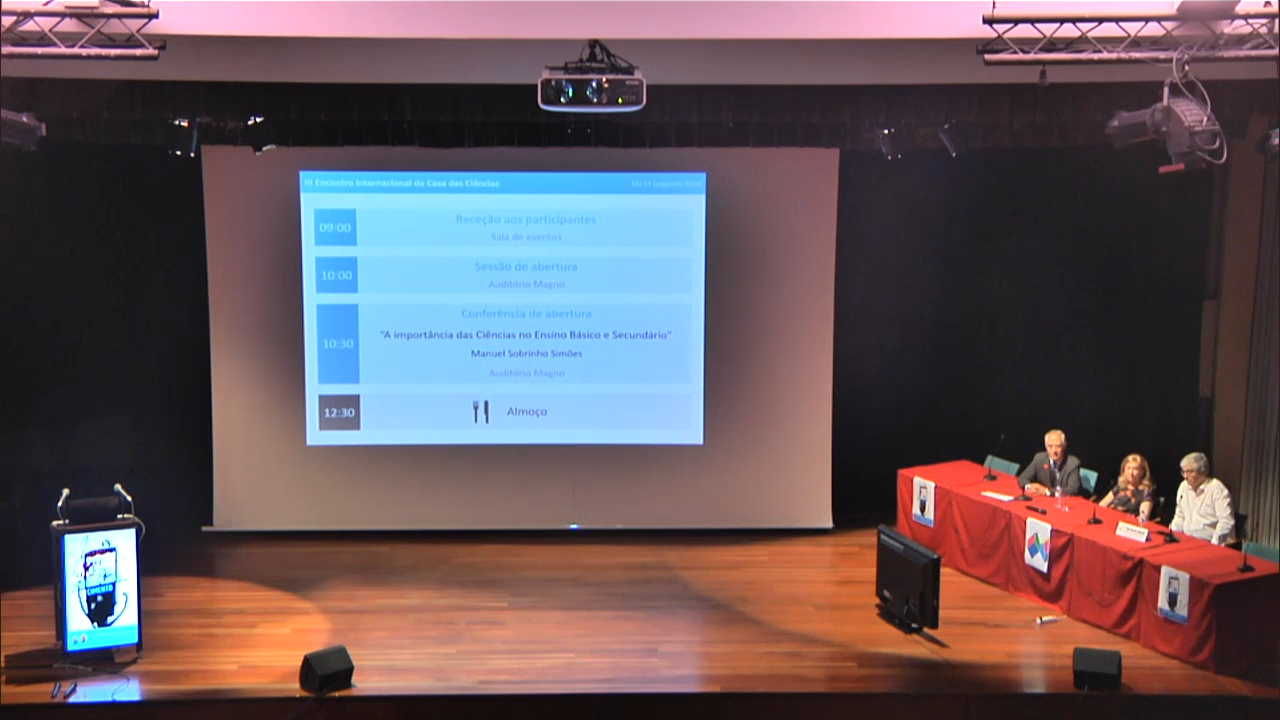 III Encontro Internacional da Casa das Ciências
09:00
Receção aos participantes
Sala de eventos
10:00
Sessão de abertura
Auditório Magno
10:30
Conferência de abertura
"A importância das Ciências no Ensino Básico e Secundário"
Manuel Sobrinho Simões
Auditório Magno
12:30
Almoço